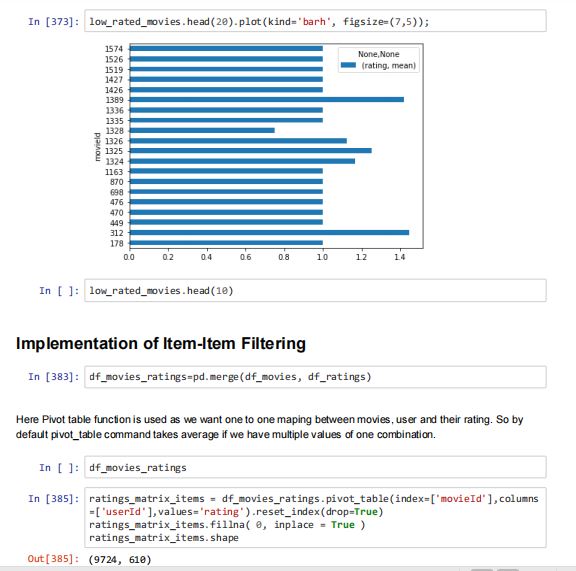 In [373]: low_rated_movies.head(20).plot(kind='barh', figsize=(7,5));
None,None
(rating, mean)
1574
1526
1519
1427
1426
1389
1336
1335
1328
1326
1325
1324
1163
870
698
476
470
449
312
178
movieId
0.0 0.2 0.4 0.6 0.8 1.0 1.2 1.4
In [ ]: low_rated_movies.head(10)
Implementation of Item-Item Filtering
In [383]: df_movies_ratings=pd.merge(df_movies, df_ratings)
Here Pivot table function is used as we want one to one maping between movies, user and their rating. So by
default pivot_table command takes average if we have multiple values of one combination.
In [ ]: df_movies_ratings
In [385]: ratings_matrix_items = df_movies_ratings.pivot_table(index=['movieId'],columns
=['userId'],values='rating').reset_index(drop=True)
ratings_matrix_items.fillna( 0, inplace = True )
ratings_matrix_items.shape
Out[385]: (9724, 610)